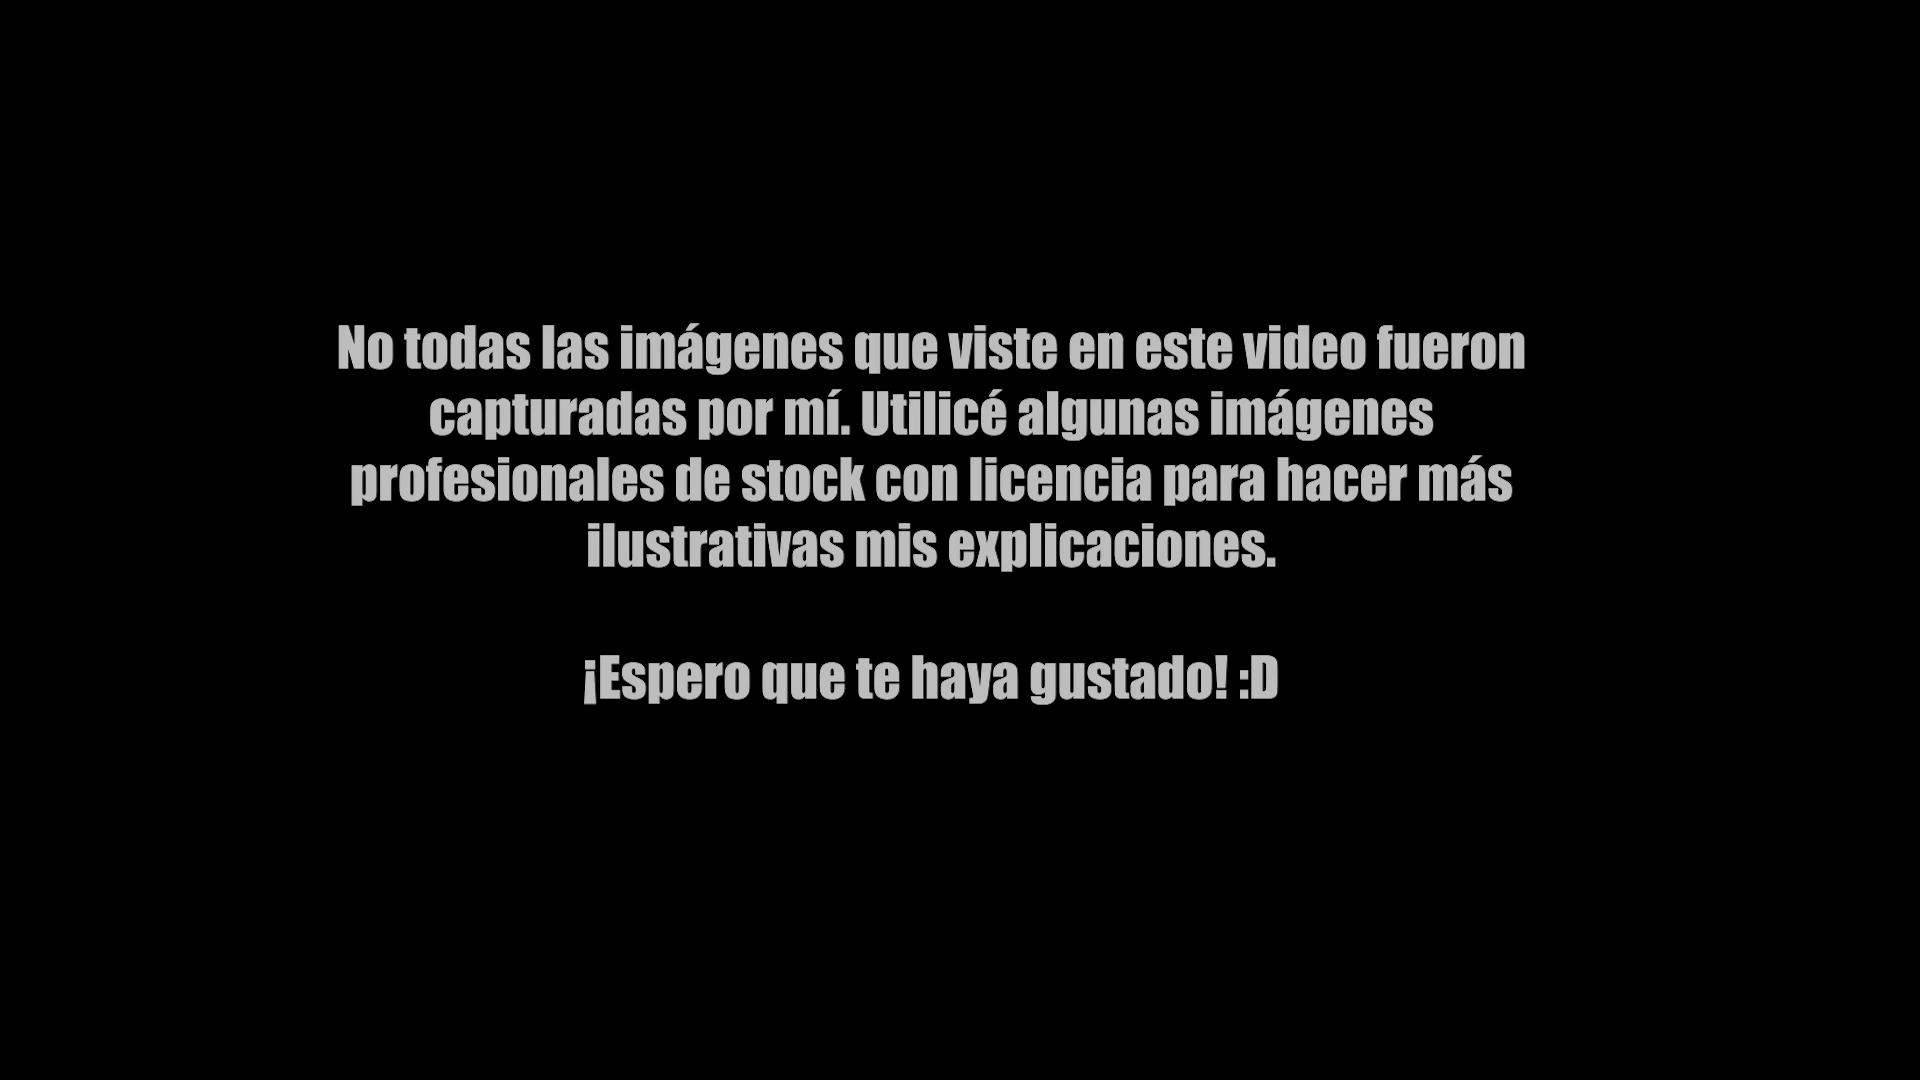 No todas las imágenes que viste en este video fueron
capturadas por mí. Utilicé algunas imágenes
profesionales de stock con licencia para hacer más
ilustrativas mis explicaciones.
¡Espero que te haya gustado! :D